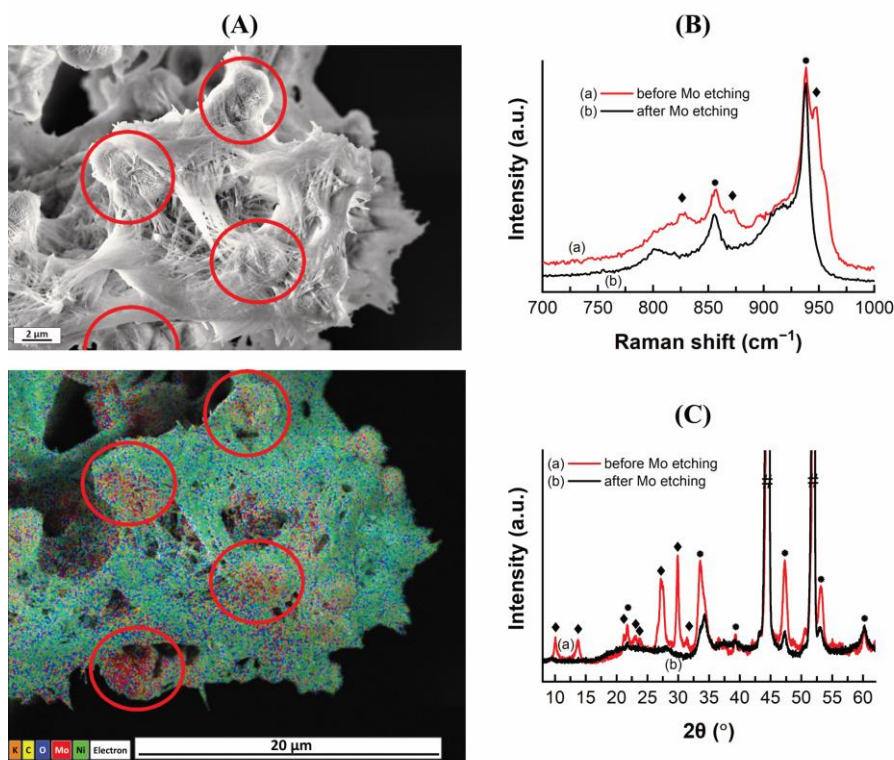 (A)
2 µm
K C O Mo Ni Electron
20 µm
(B)
Intensity (a.u.)
(a) before Mo etching
(b) after Mo etching
(a)
(b)
700 750 800 850 900 950 1000
Raman shift (cm⁻¹)
(C)
Intensity (a.u.)
(a) before Mo etching
(b) after Mo etching
(a)
(b)
10 15 20 25 30 35 40 45 50 55 60
2θ (°)